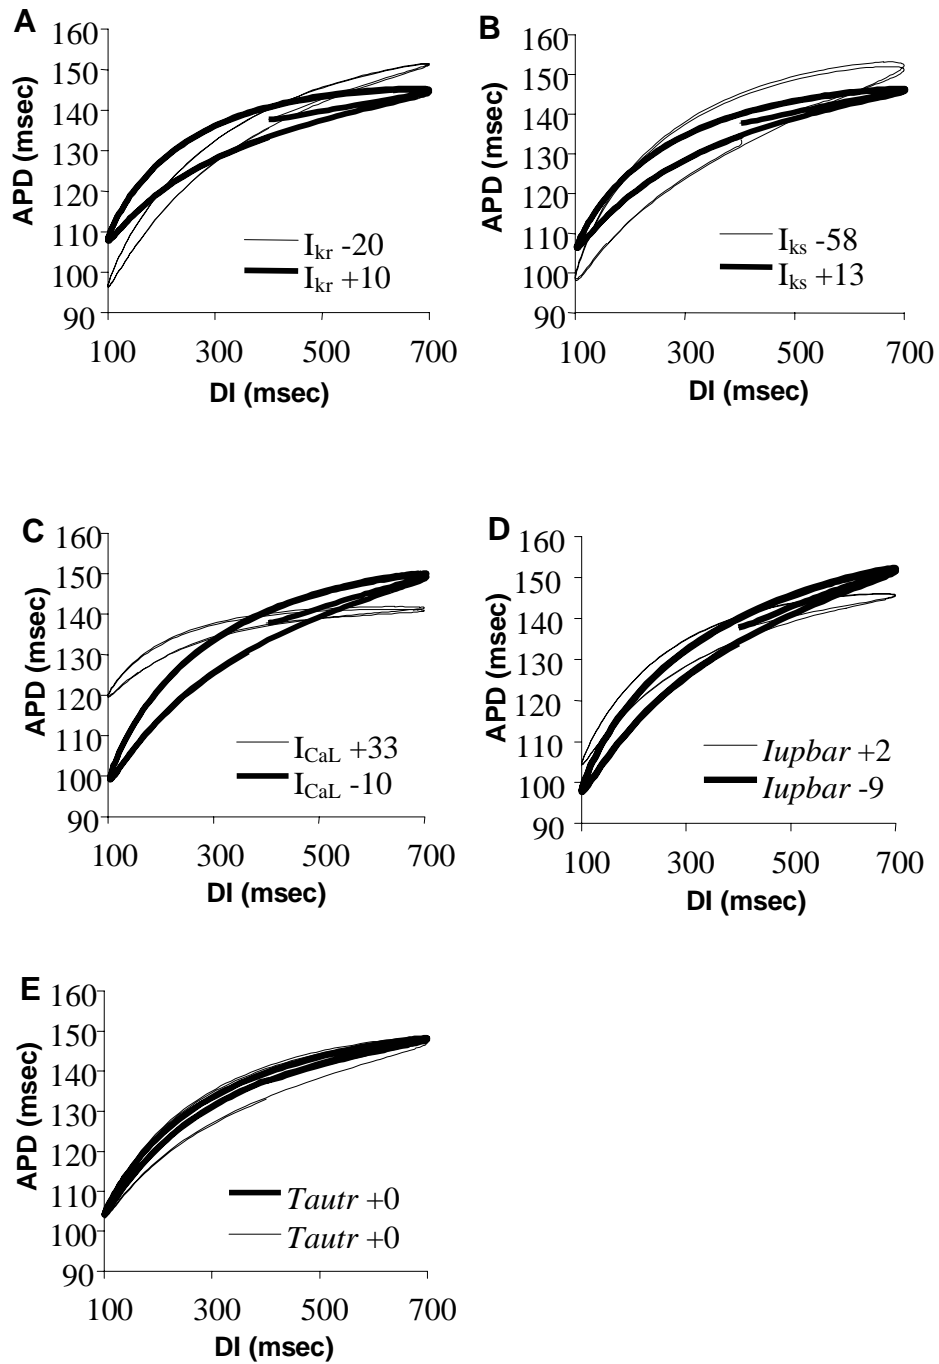 A
160
150
140
130
120
110
100
90
APD (msec)
I_kr -20
I_kr +10
100 300 500 700
DI (msec)
B
160
150
140
130
120
110
100
90
APD (msec)
I_ks -58
I_ks +13
100 300 500 700
DI (msec)
C
160
150
140
130
120
110
100
90
APD (msec)
I_CaL +33
I_CaL -10
100 300 500 700
DI (msec)
D
160
150
140
130
120
110
100
90
APD (msec)
Iupbar +2
Iupbar -9
100 300 500 700
DI (msec)
E
160
150
140
130
120
110
100
90
APD (msec)
Tautr +0
Tautr +0
100 300 500 700
DI (msec)